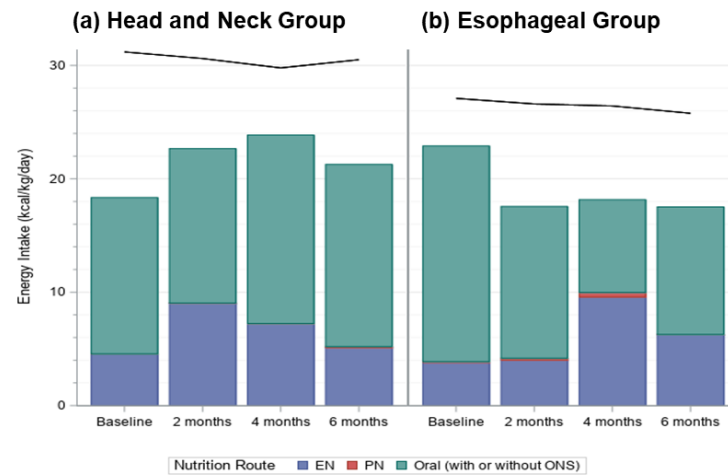 (a) Head and Neck Group
(b) Esophageal Group
Energy Intake (kcal/kg/day)
30
20
10
0
Baseline 2 months 4 months 6 months Baseline 2 months 4 months 6 months
Nutrition Route EN PN Oral (with or without ONS)